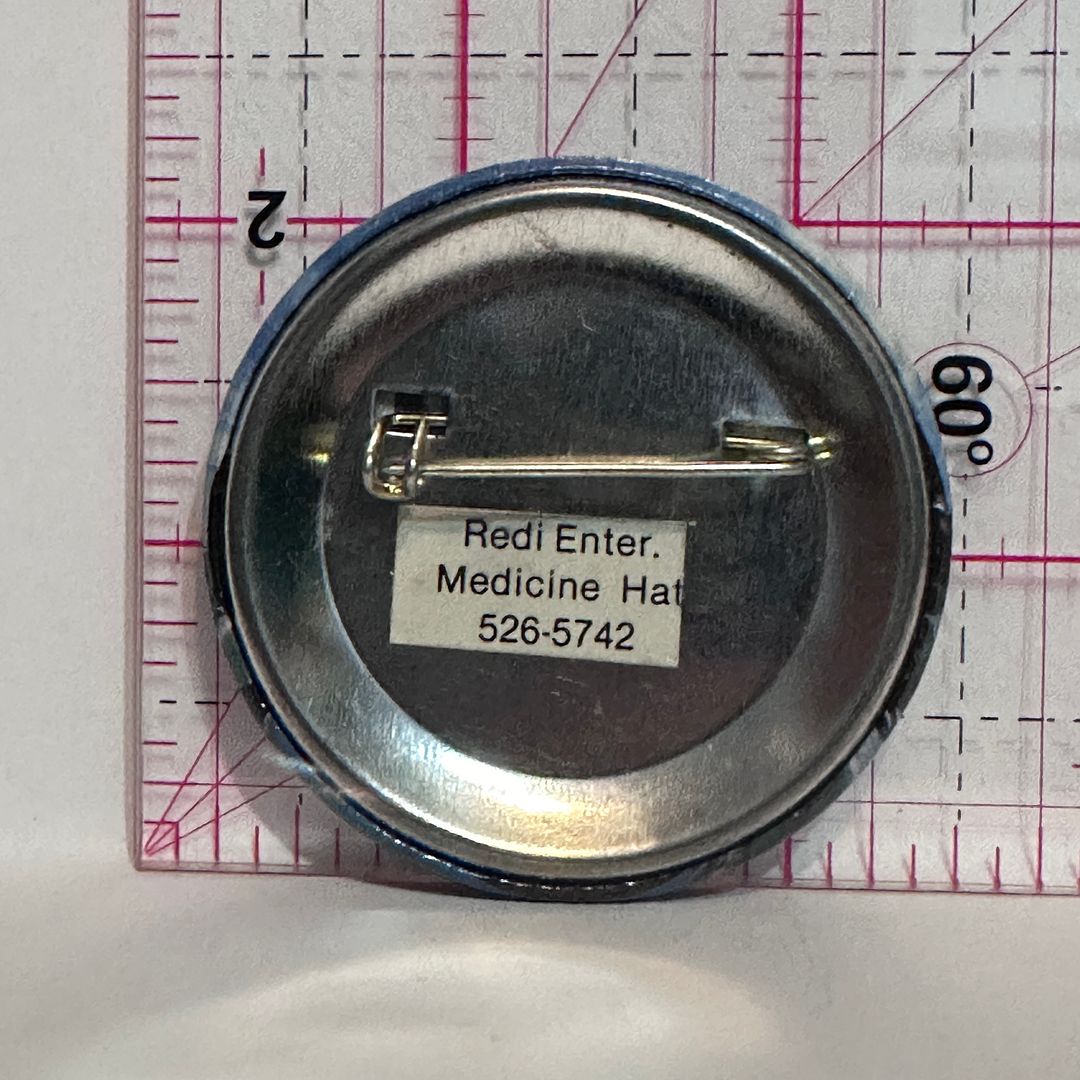 2
60°
Redi Enter.
Medicine Hat
526-5742